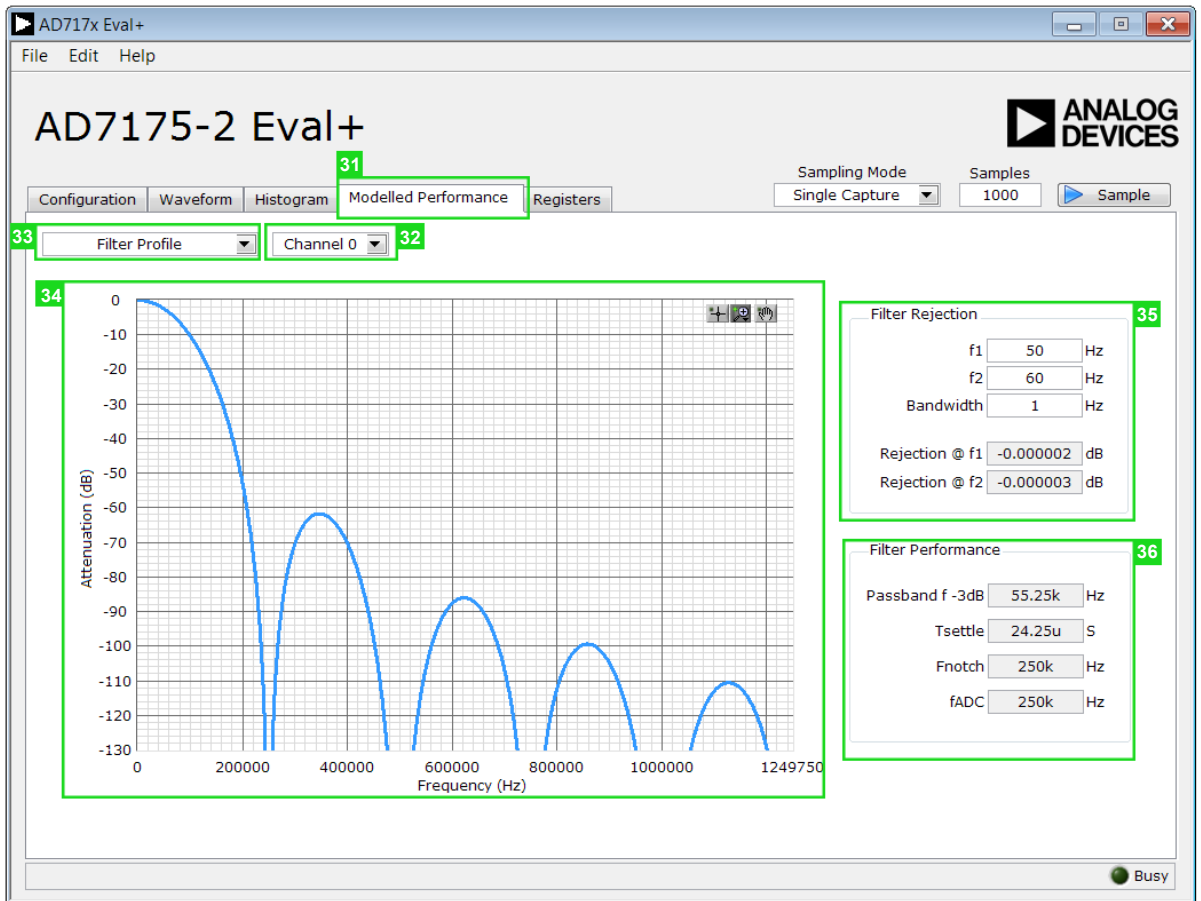 AD717x Eval+
File Edit Help
AD7175-2 Eval+
ANALOG
DEVICES
31
Sampling Mode
Samples
Configuration Waveform Histogram Modelled Performance Registers
Single Capture 1000 Sample
33 Filter Profile Channel 0 32
34
Attenuation (dB)
0
-10
-20
-30
-40
-50
-60
-70
-80
-90
-100
-110
-120
-130
0 200000 400000 600000 800000 1000000 1249750
Frequency (Hz)
Filter Rejection 35
f1 50 Hz
f2 60 Hz
Bandwidth 1 Hz
Rejection @ f1 -0.000002 dB
Rejection @ f2 -0.000003 dB
Filter Performance 36
Passband f -3dB 55.25k Hz
Tsettle 24.25u S
Fnotch 250k Hz
fADC 250k Hz
Busy